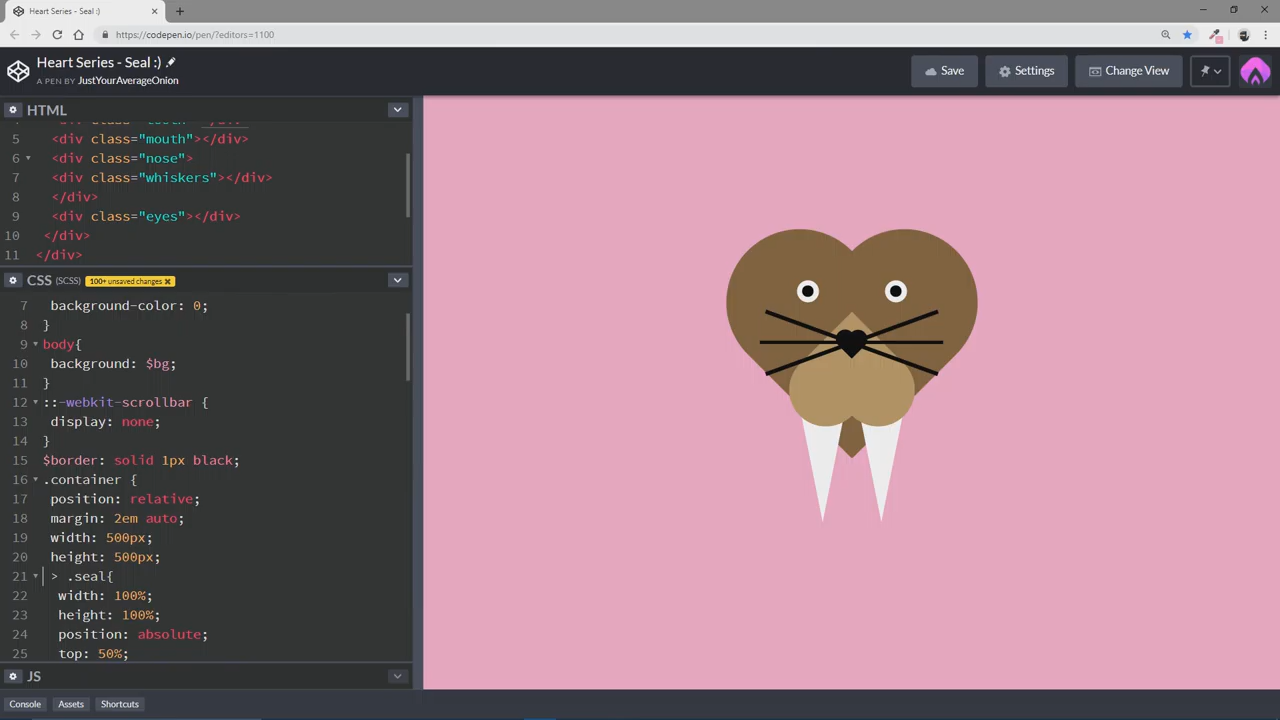 Heart Series - Seal :)
https://codepen.io/pen/?editors=1100
Heart Series - Seal :)
A PEN BY JustYourAverageOnion
Save
Settings
Change View
HTML
5 <div class="mouth"></div>
6 <div class="nose">
7 <div class="whiskers"></div>
8 </div>
9 <div class="eyes"></div>
10 </div>
11 </div>
CSS (SCSS) 100+ unsaved changes x
7 background-color: 0;
8 }
9 body{
10 background: $bg;
11 }
12 ::-webkit-scrollbar {
13 display: none;
14 }
15 $border: solid 1px black;
16 .container {
17 position: relative;
18 margin: 2em auto;
19 width: 500px;
20 height: 500px;
21 > .seal{
22 width: 100%;
23 height: 100%;
24 position: absolute;
25 top: 50%;
JS
Console
Assets
Shortcuts